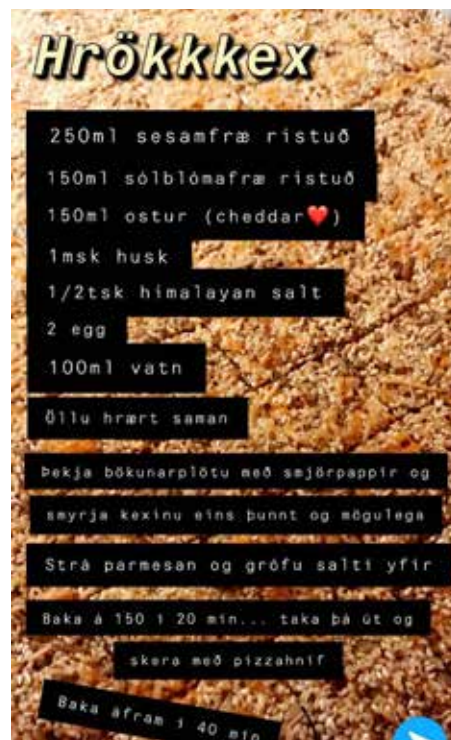 Hrökkkex
250ml sesamfræ ristuð
150ml sólblómafræ ristuð
150ml ostur (cheddar❤️)
1msk husk
1/2tsk himalayan salt
2 egg
100ml vatn
Öllu hrært saman
Þekja bökunarplötu með smjörpappir og
smyrja kexinu eins þunnt og mögulega
Strá parmesan og grófu salti yfir
Baka á 150 í 20 min... taka þá út og
skera með pizzahníf
Baka áfram í 40 min